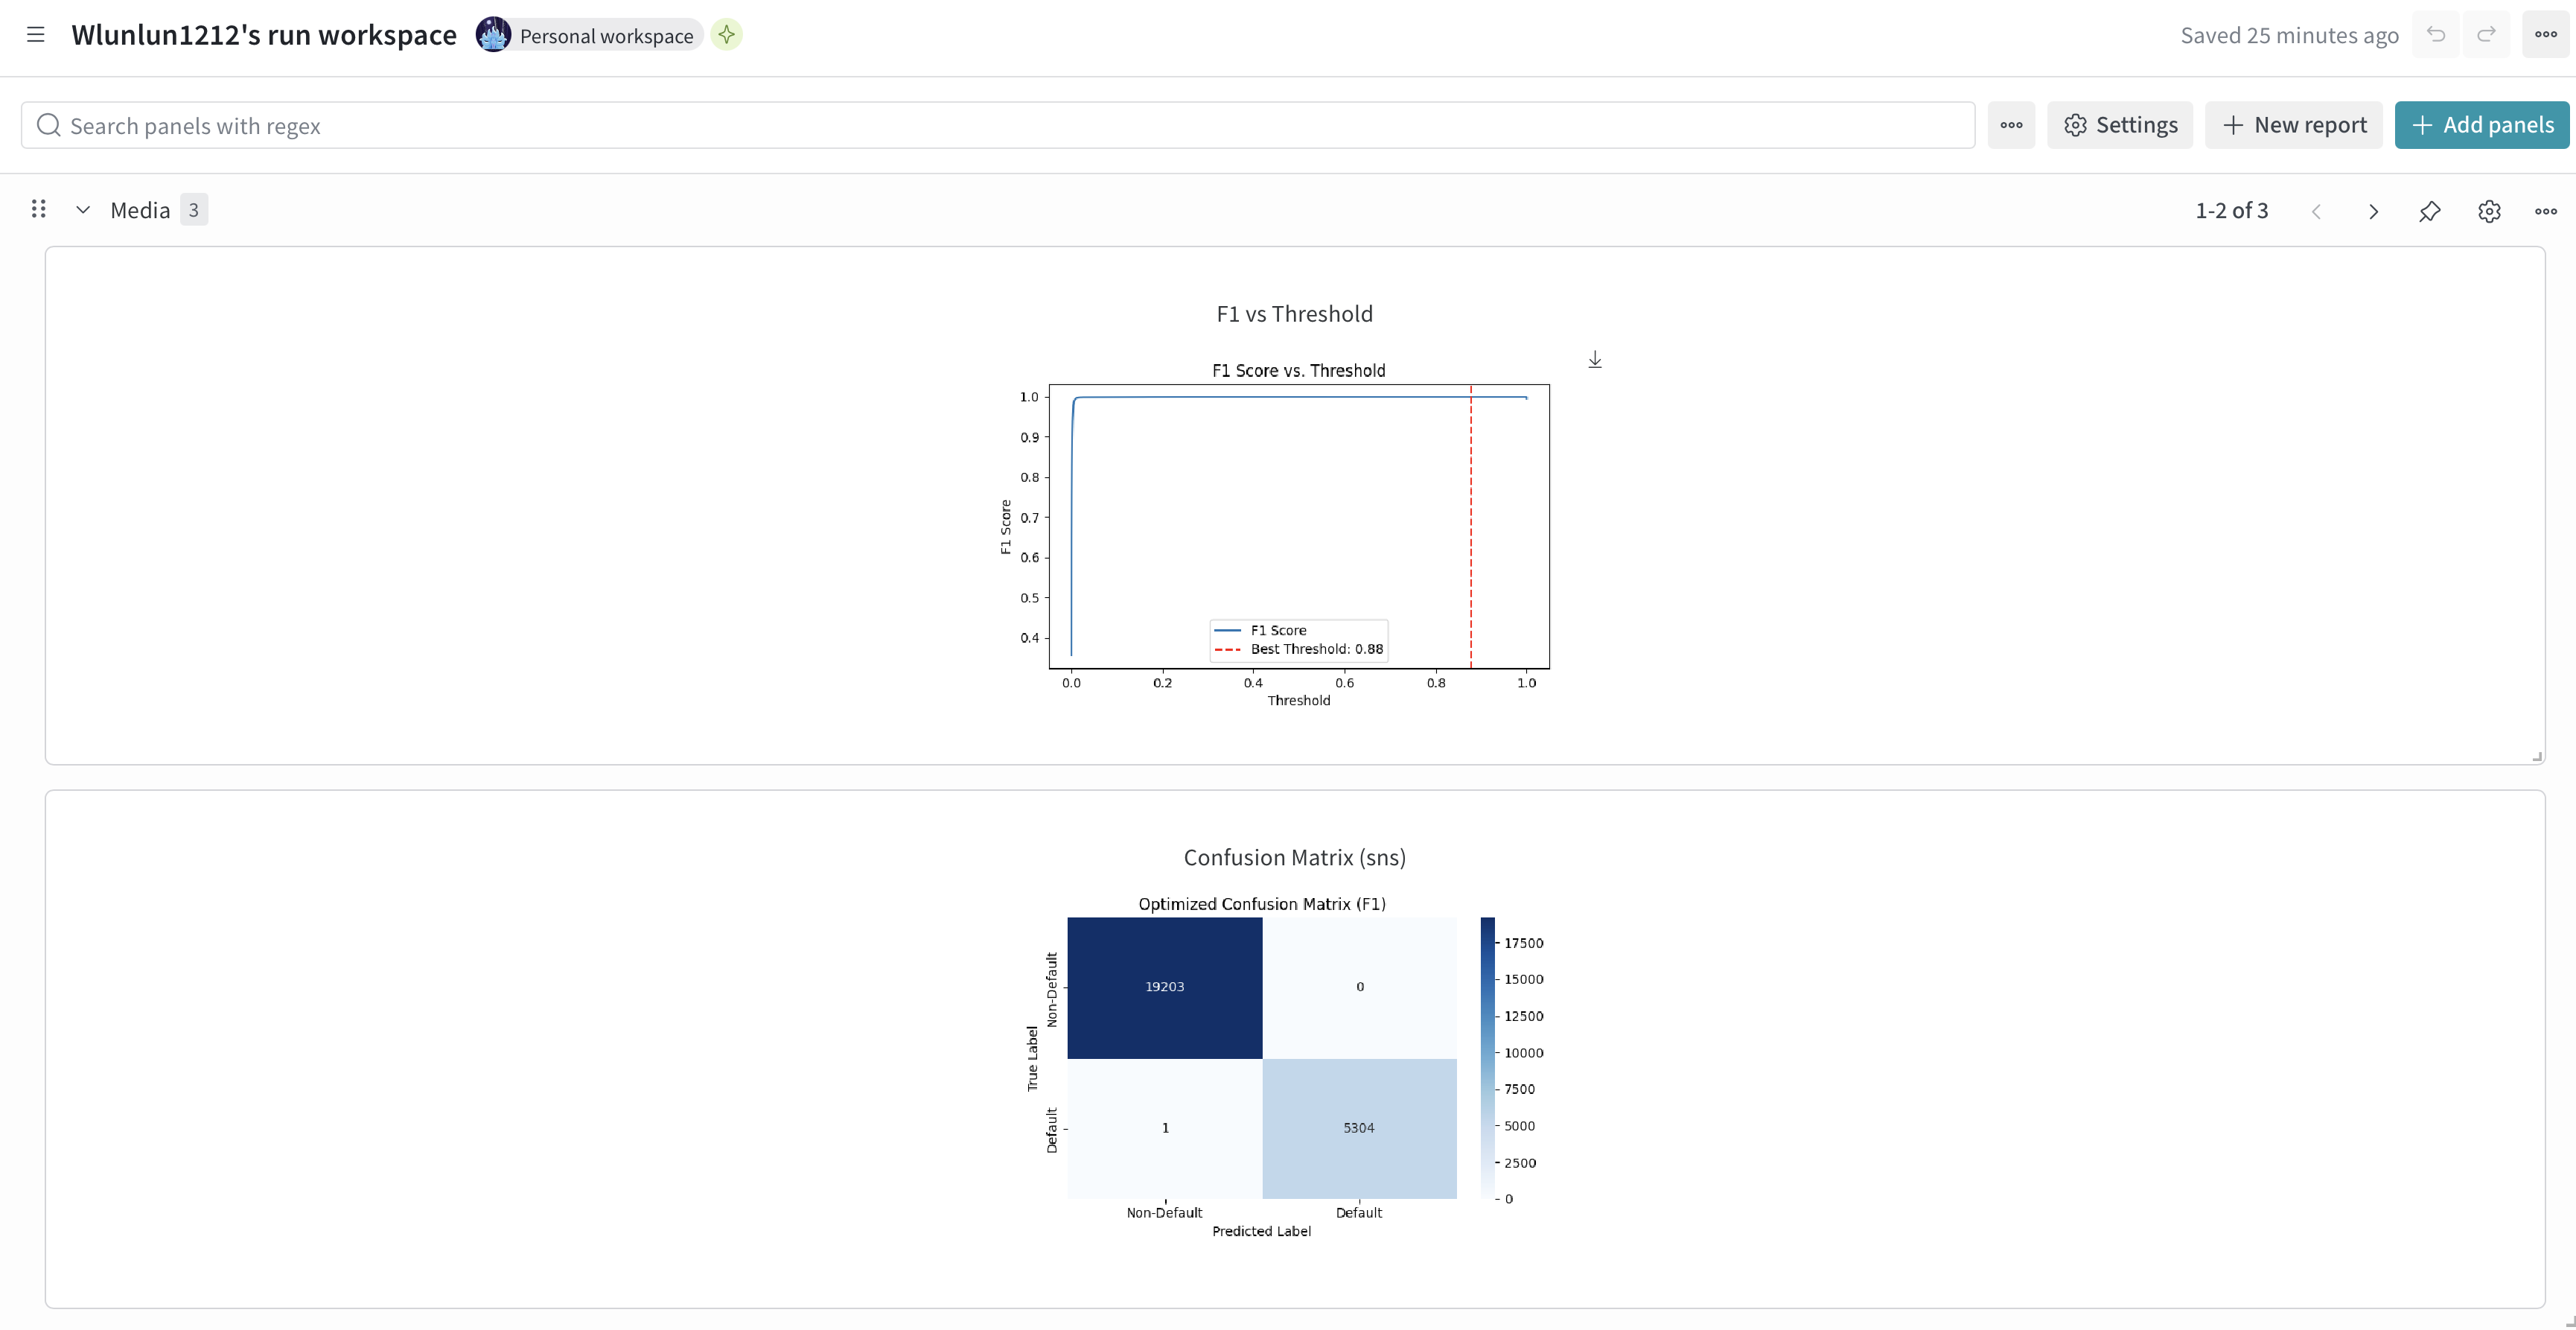 Wlunlun1212's run workspace Personal workspace Saved 25 minutes ago
Search panels with regex Settings New report Add panels
Media 3 1-2 of 3
F1 vs Threshold
F1 Score vs. Threshold
1.0
0.9
0.8
0.7
0.6
0.5
0.4
F1 Score
F1 Score
Best Threshold: 0.88
0.0 0.2 0.4 0.6 0.8 1.0
Threshold
Confusion Matrix (sns)
Optimized Confusion Matrix (F1)
True Label
Non-Default
Default
19203 0
1 5304
17500
15000
12500
10000
7500
5000
2500
0
Non-Default Default
Predicted Label